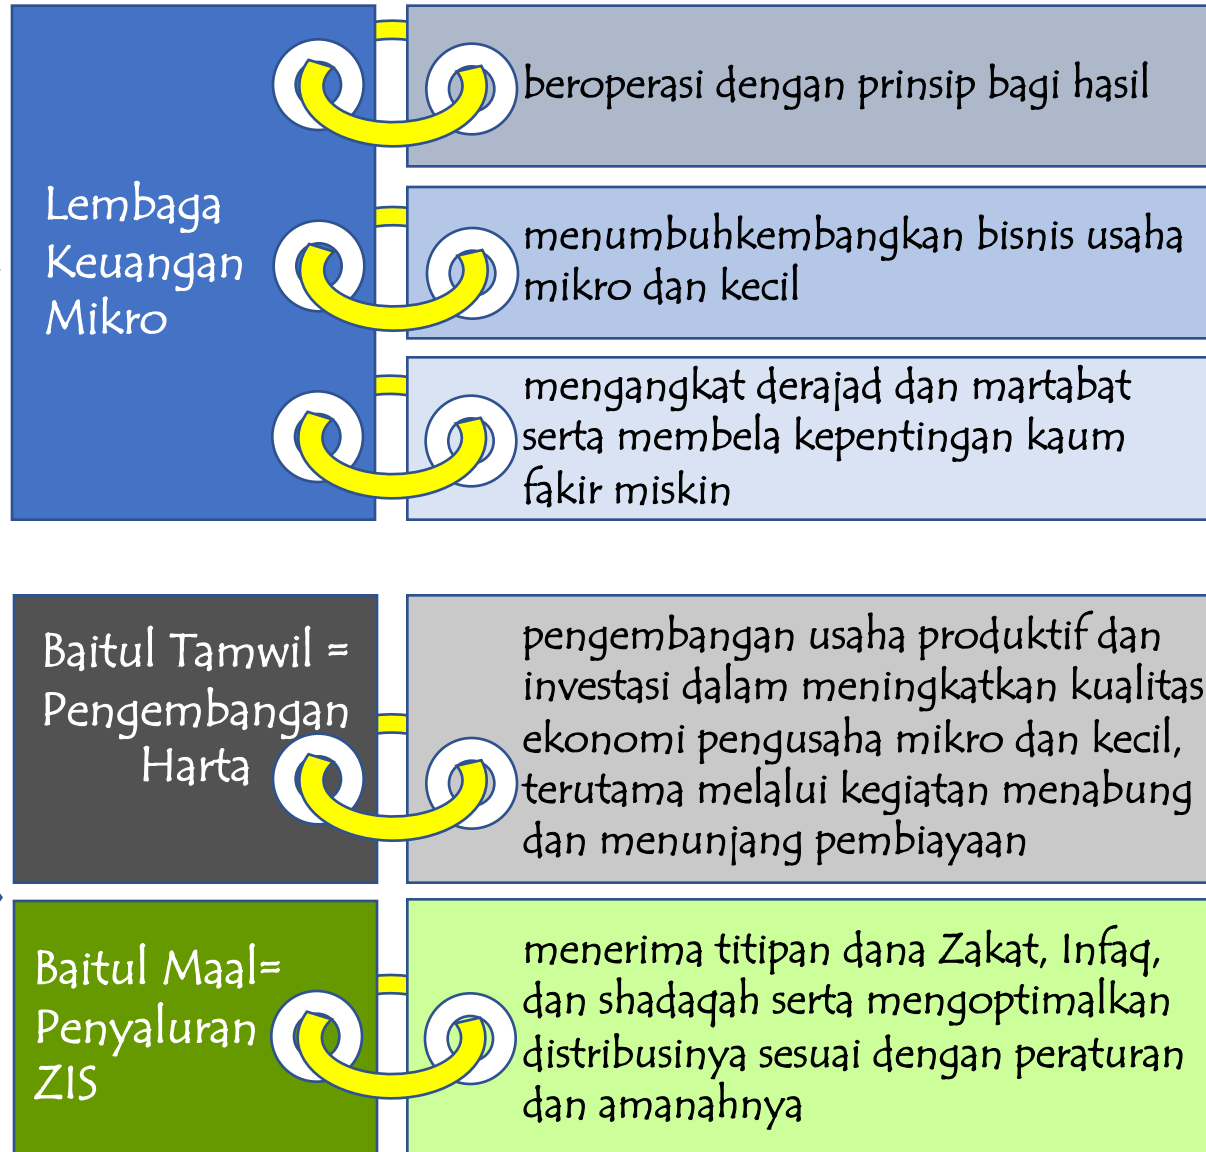 Lembaga
Keuangan
Mikro
beroperasi dengan prinsip bagi hasil
menumbuhkembangkan bisnis usaha
mikro dan kecil
mengangkat derajad dan martabat
serta membela kepentingan kaum
fakir miskin
Baitul Tamwil =
Pengembangan
Harta
pengembangan usaha produktif dan
investasi dalam meningkatkan kualitas
ekonomi pengusaha mikro dan kecil,
terutama melalui kegiatan menabung
dan menunjang pembiayaan
Baitul Maal=
Penyaluran
ZIS
menerima titipan dana Zakat, Infaq,
dan shadaqah serta mengoptimalkan
distribusinya sesuai dengan peraturan
dan amanahnya